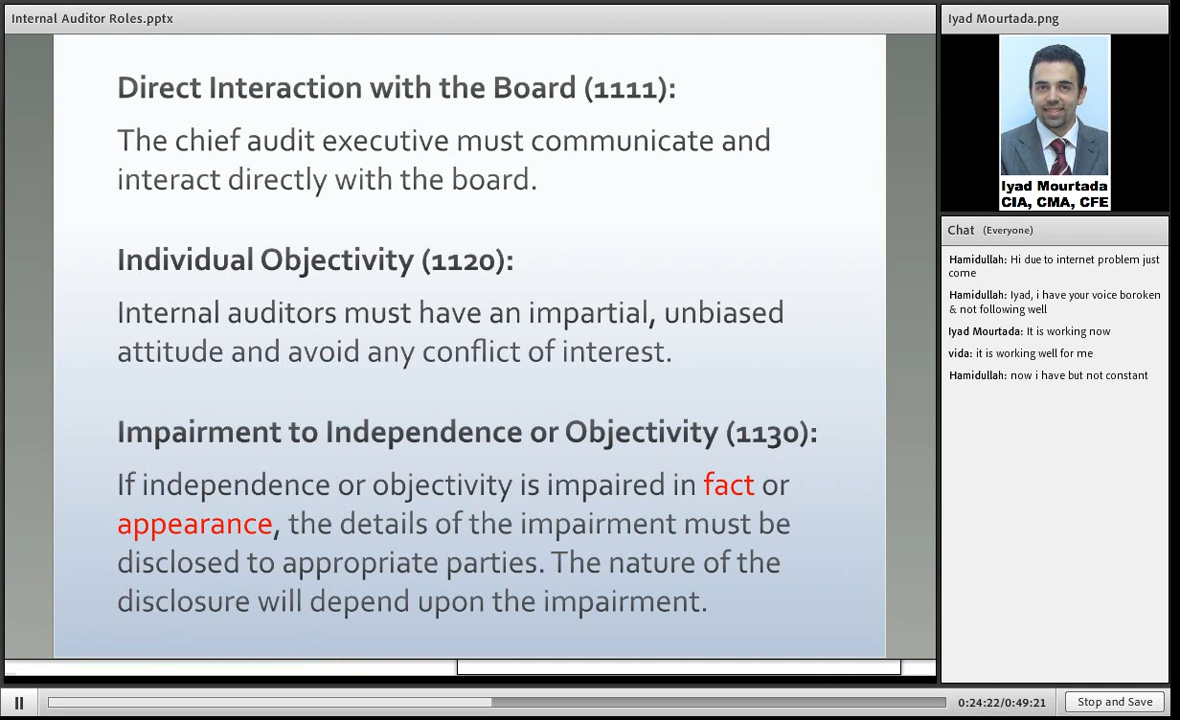 Internal Auditor Roles.pptx
Direct Interaction with the Board (1111):
The chief audit executive must communicate and
interact directly with the board.
Individual Objectivity (1120):
Internal auditors must have an impartial, unbiased
attitude and avoid any conflict of interest.
Impairment to Independence or Objectivity (1130):
If independence or objectivity is impaired in fact or
appearance, the details of the impairment must be
disclosed to appropriate parties. The nature of the
disclosure will depend upon the impairment.
Iyad Mourtada.png
Iyad Mourtada
CIA, CMA, CFE
Chat (Everyone)
Hamidullah: Hi due to internet problem just
come
Hamidullah: Iyad, i have your voice boroken
& not following well
Iyad Mourtada: It is working now
vida: it is working well for me
Hamidullah: now i have but not constant
0:24:22/0:49:21
Stop and Save